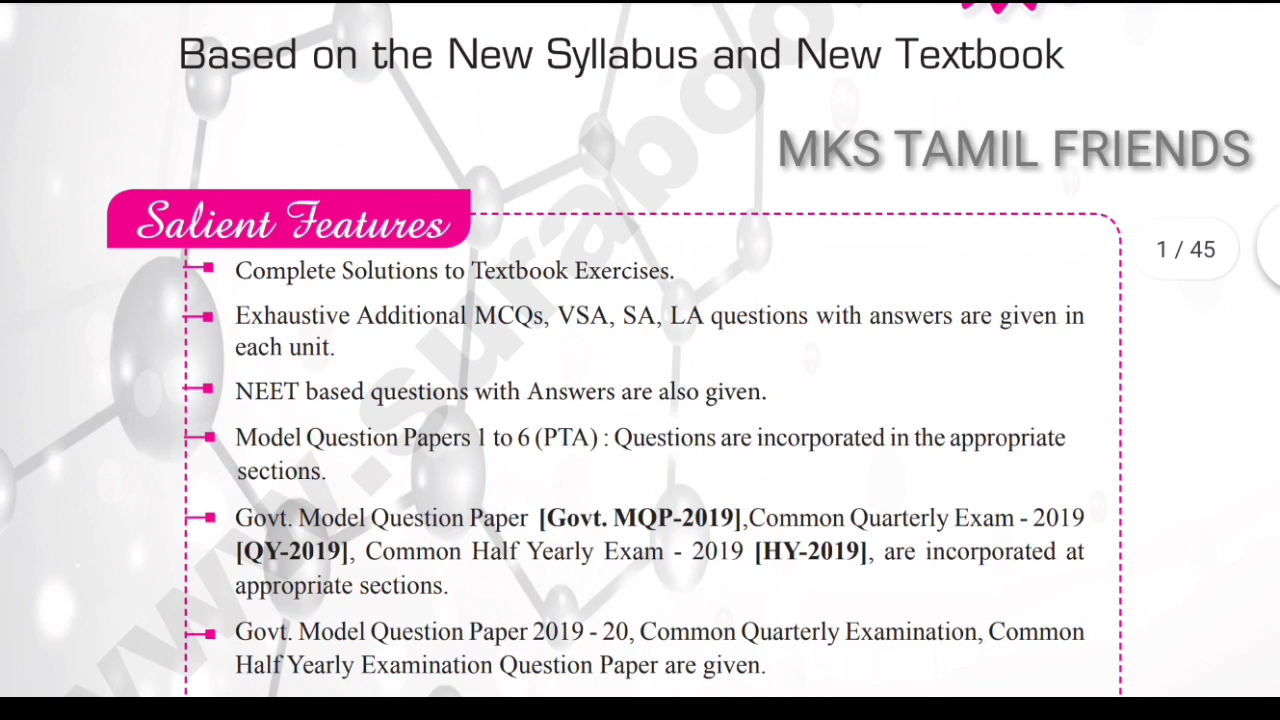 Based on the New Syllabus and New Textbook
MKS TAMIL FRIENDS
Salient Features
1 / 45
Complete Solutions to Textbook Exercises.
Exhaustive Additional MCQs, VSA, SA, LA questions with answers are given in
each unit.
NEET based questions with Answers are also given.
Model Question Papers 1 to 6 (PTA) : Questions are incorporated in the appropriate
sections.
Govt. Model Question Paper [Govt. MQP-2019],Common Quarterly Exam - 2019
[QY-2019], Common Half Yearly Exam - 2019 [HY-2019], are incorporated at
appropriate sections.
Govt. Model Question Paper 2019 - 20, Common Quarterly Examination, Common
Half Yearly Examination Question Paper are given.